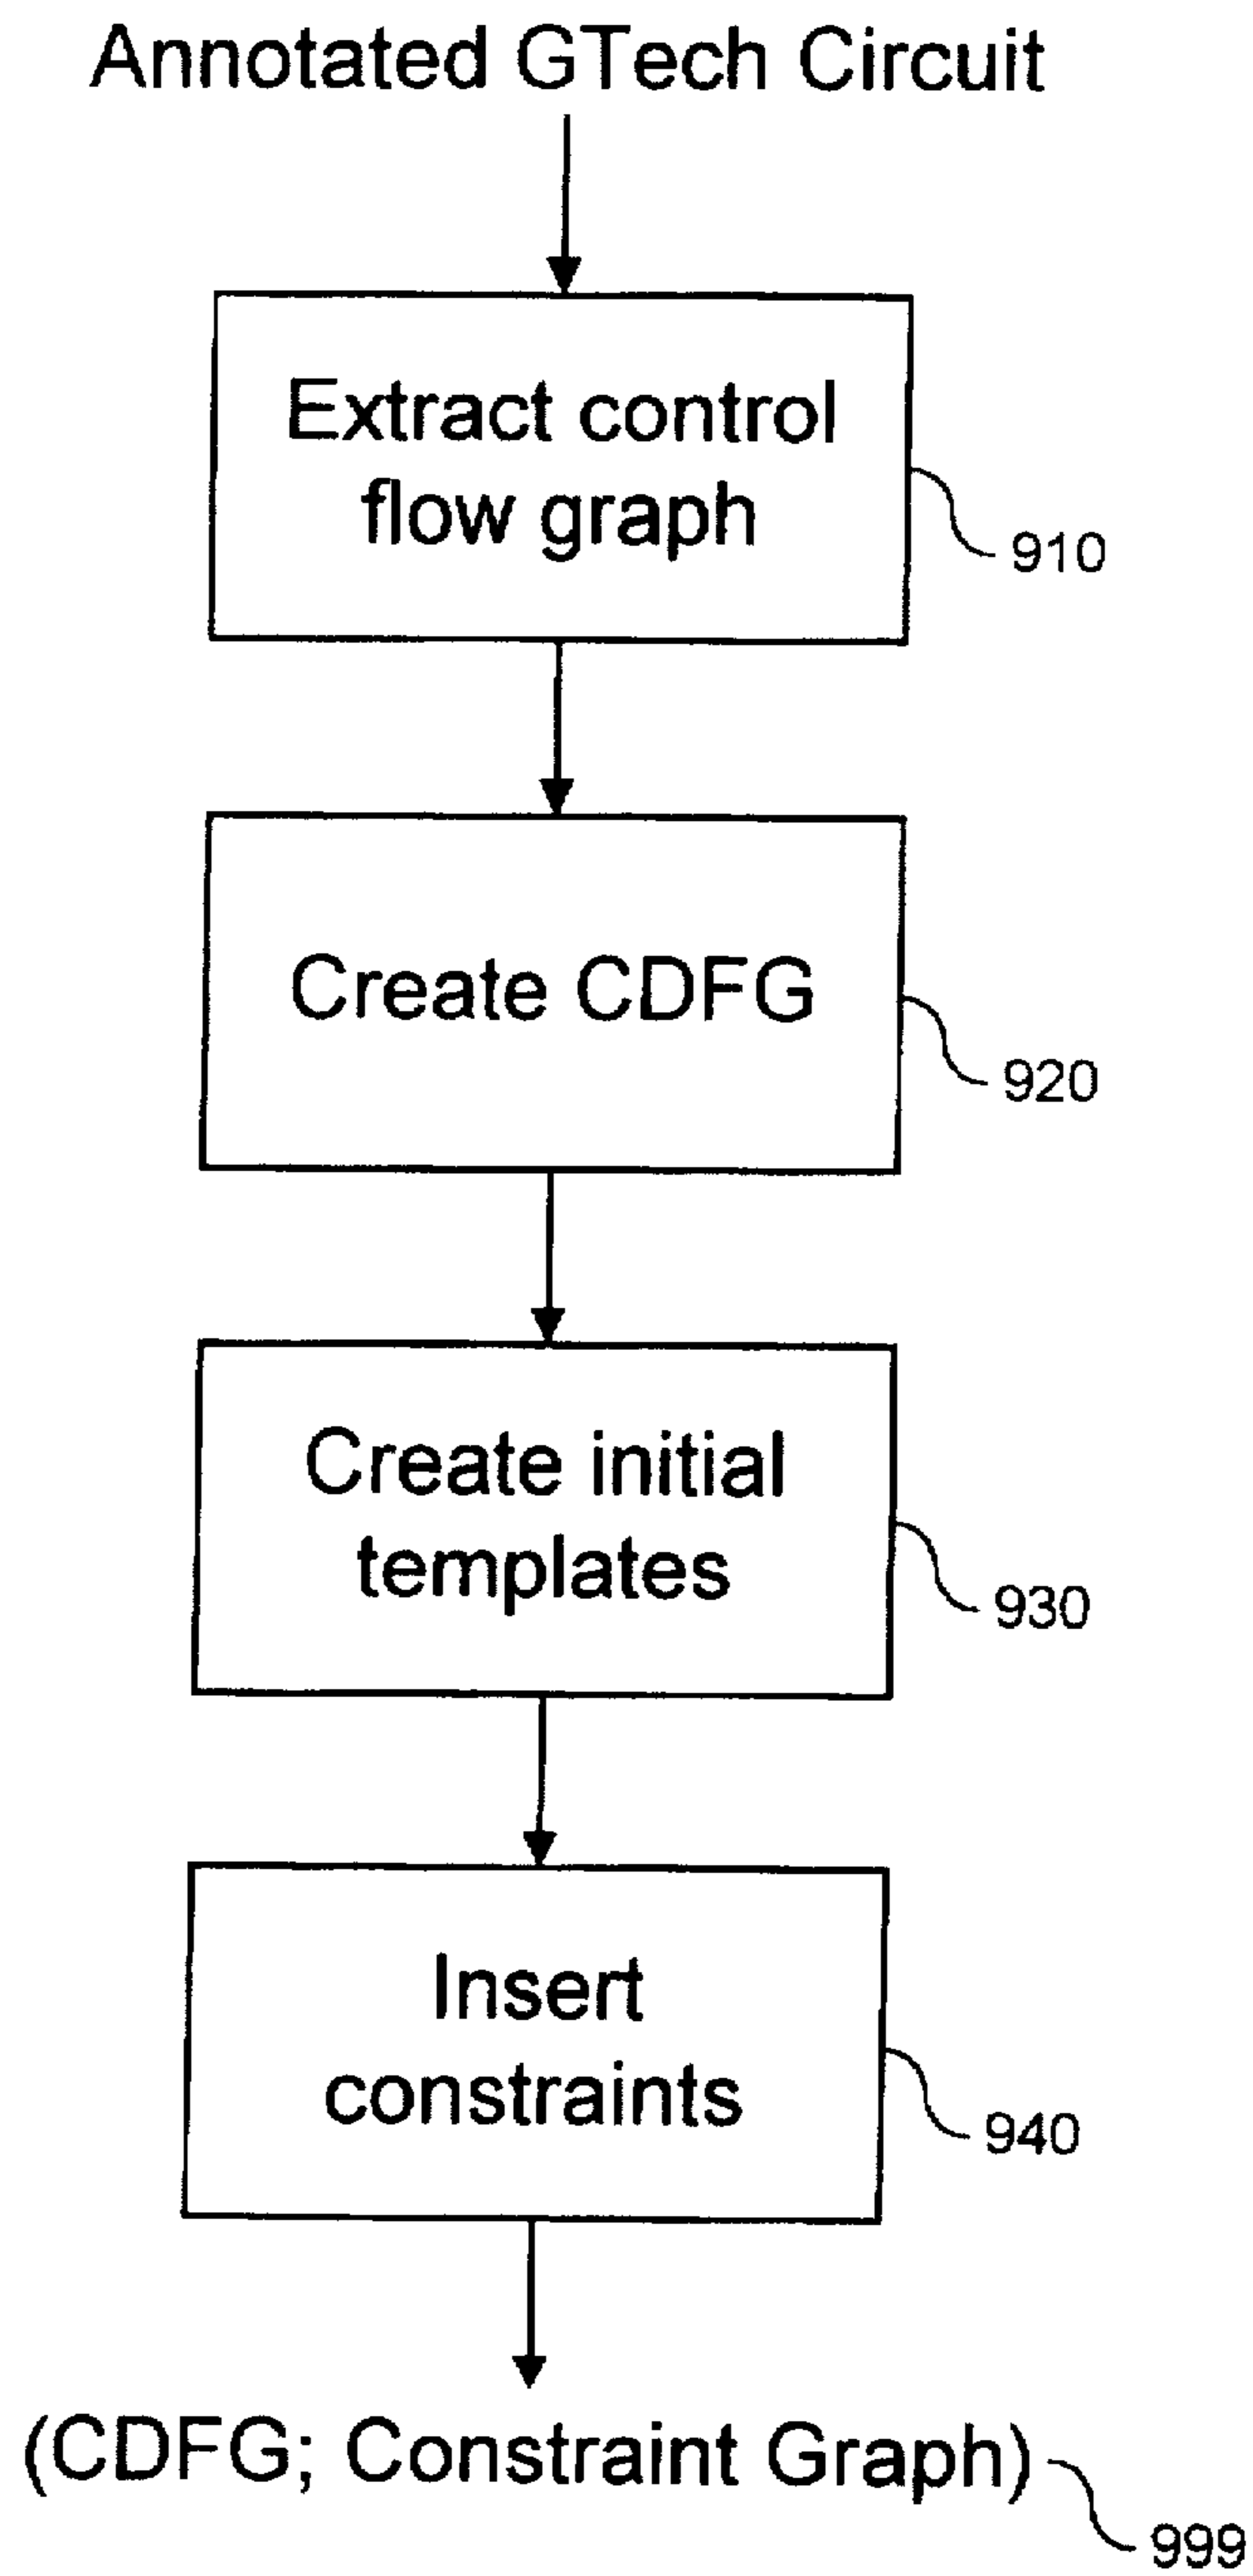 Annotated GTech Circuit
Extract control
flow graph
910
Create CDFG
920
Create initial
templates
930
Insert
constraints
940
(CDFG; Constraint Graph)
999